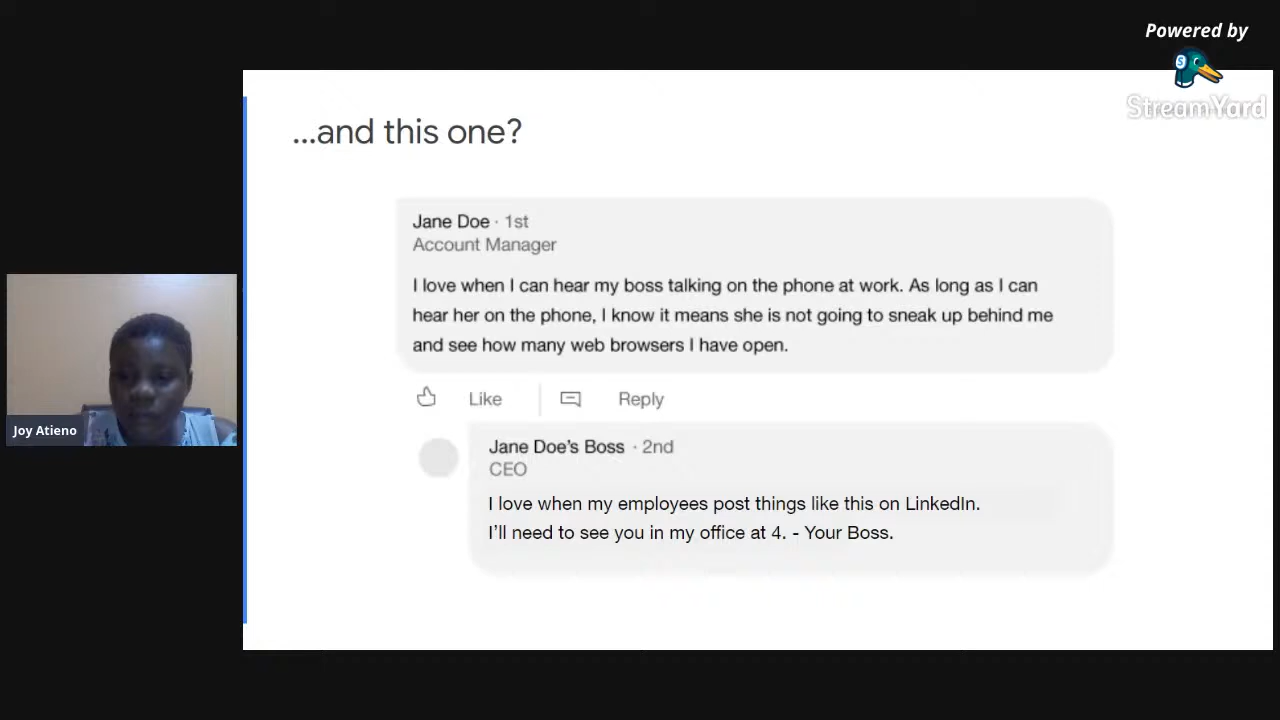 Powered by
StreamYard
...and this one?
Jane Doe · 1st
Account Manager
I love when I can hear my boss talking on the phone at work. As long as I can
hear her on the phone, I know it means she is not going to sneak up behind me
and see how many web browsers I have open.
Like
Reply
Joy Atieno
Jane Doe’s Boss · 2nd
CEO
I love when my employees post things like this on LinkedIn.
I’ll need to see you in my office at 4. - Your Boss.